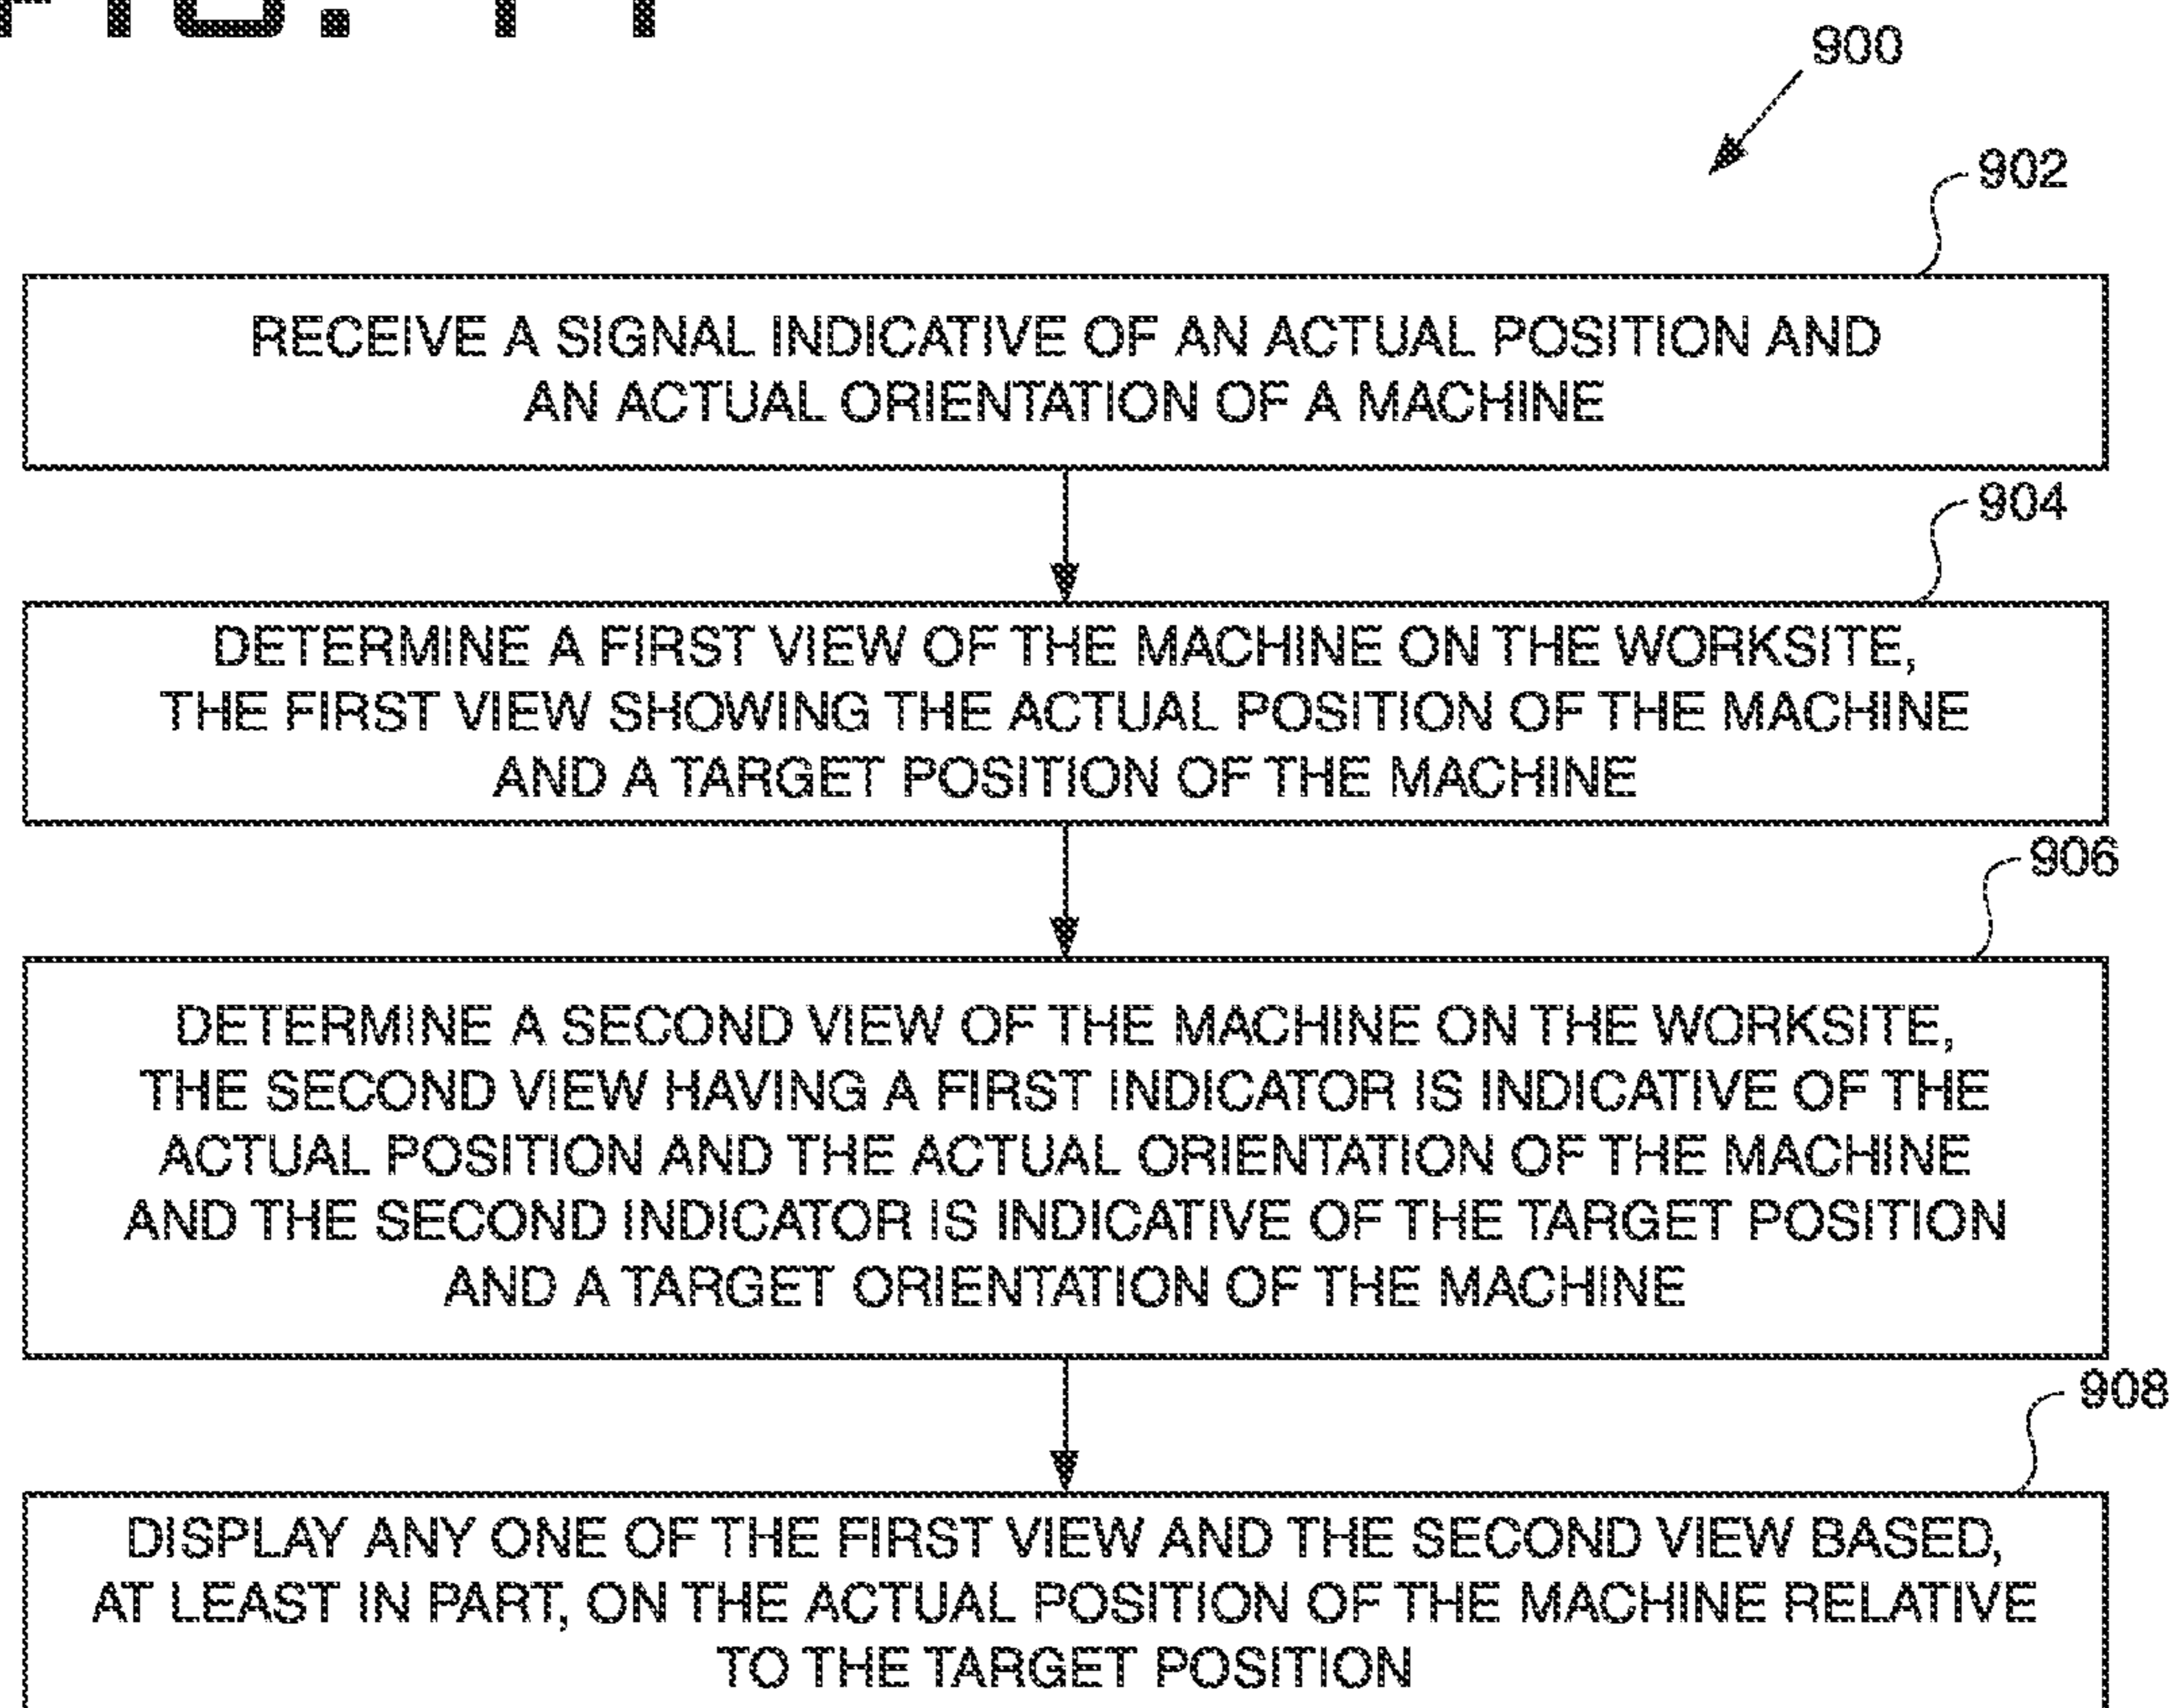 FIG. 11
900
902
RECEIVE A SIGNAL INDICATIVE OF AN ACTUAL POSITION AND
AN ACTUAL ORIENTATION OF A MACHINE
904
DETERMINE A FIRST VIEW OF THE MACHINE ON THE WORKSITE,
THE FIRST VIEW SHOWING THE ACTUAL POSITION OF THE MACHINE
AND A TARGET POSITION OF THE MACHINE
906
DETERMINE A SECOND VIEW OF THE MACHINE ON THE WORKSITE,
THE SECOND VIEW HAVING A FIRST INDICATOR IS INDICATIVE OF THE
ACTUAL POSITION AND THE ACTUAL ORIENTATION OF THE MACHINE
AND THE SECOND INDICATOR IS INDICATIVE OF THE TARGET POSITION
AND A TARGET ORIENTATION OF THE MACHINE
908
DISPLAY ANY ONE OF THE FIRST VIEW AND THE SECOND VIEW BASED,
AT LEAST IN PART, ON THE ACTUAL POSITION OF THE MACHINE RELATIVE
TO THE TARGET POSITION